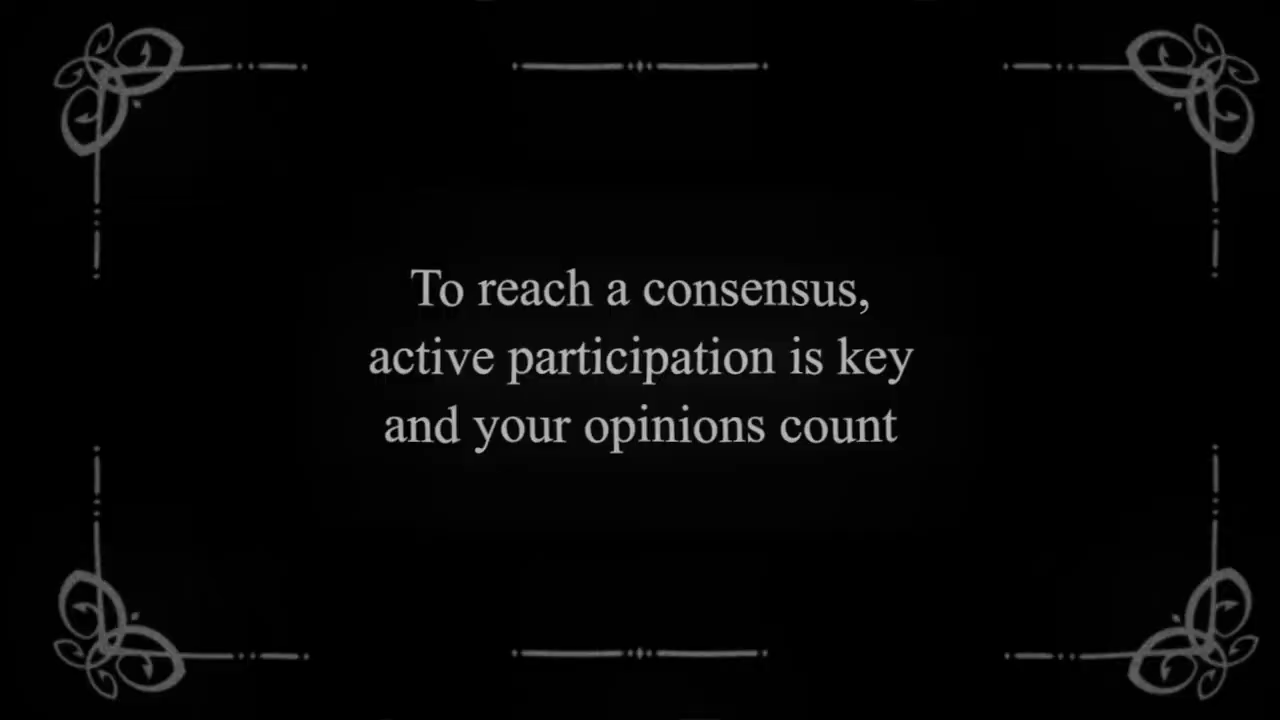 To reach a consensus,
active participation is key
and your opinions count